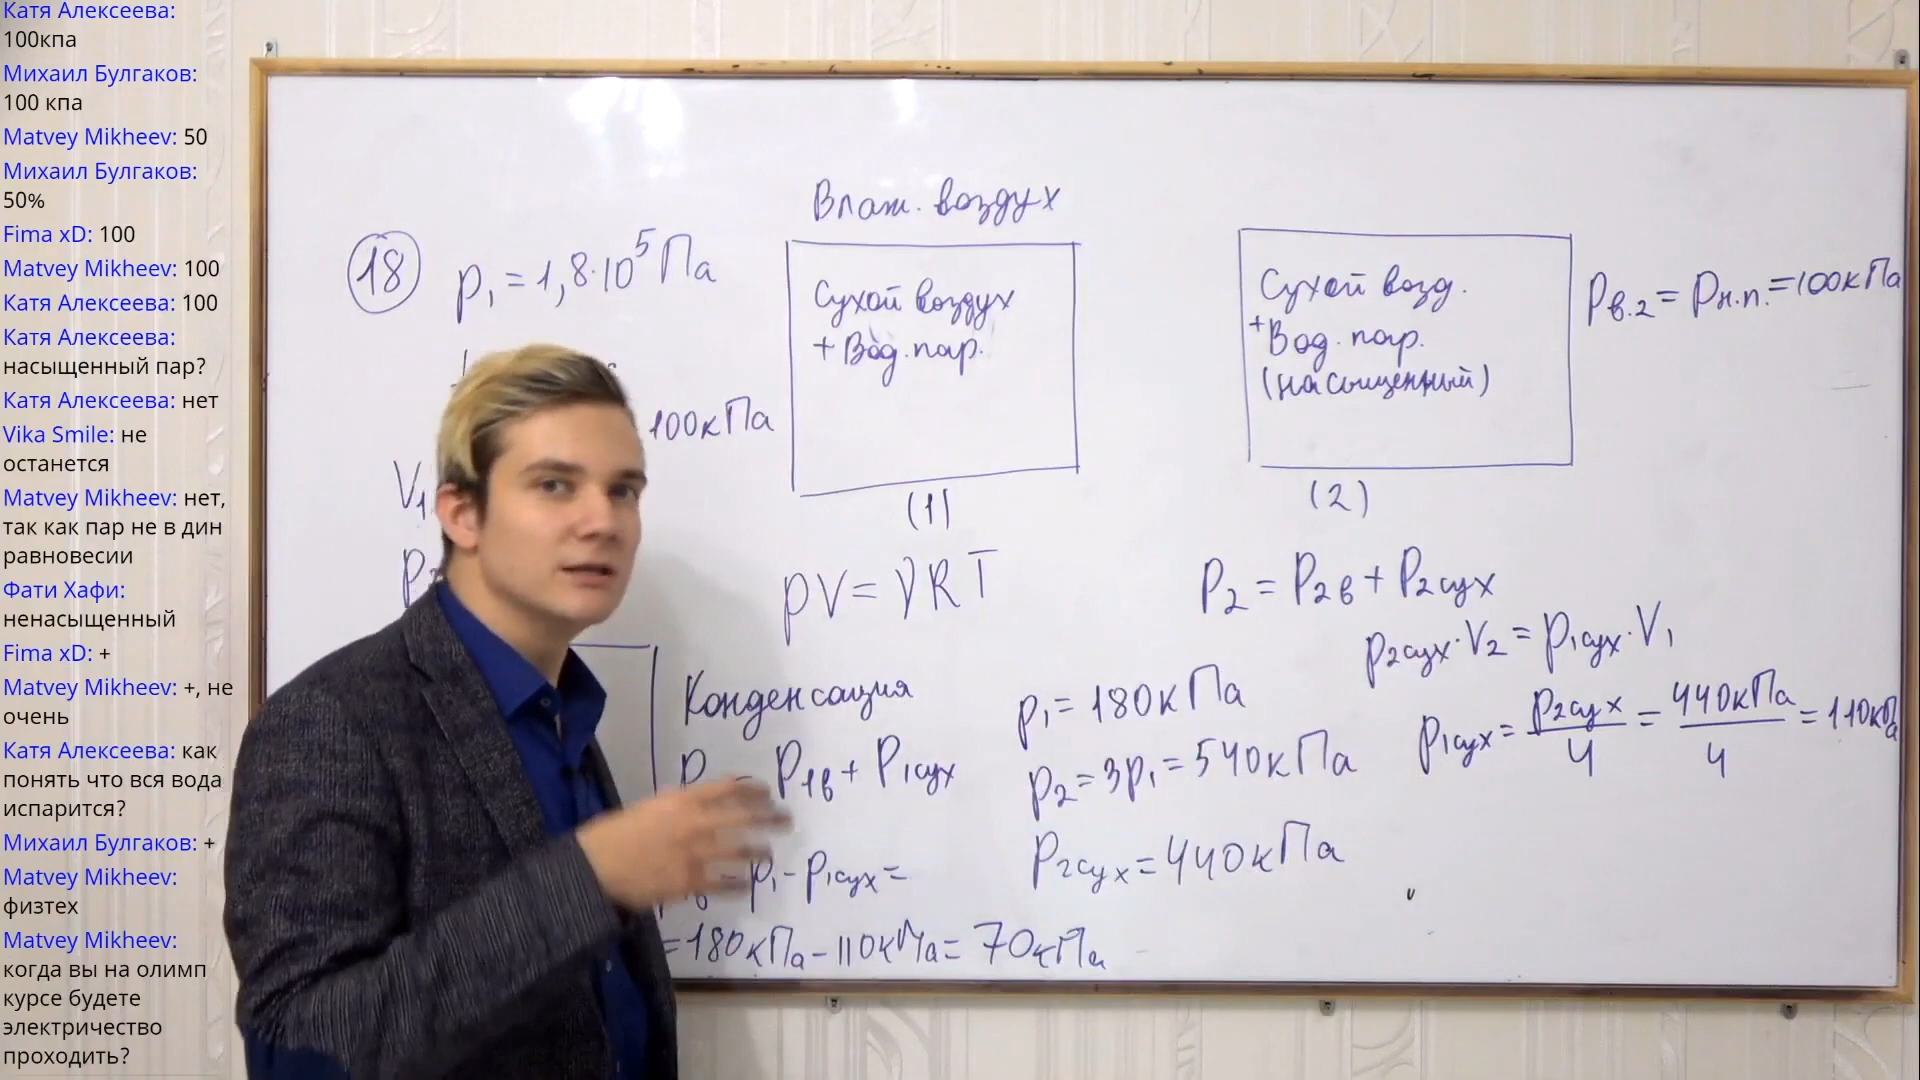 Катя Алексеева:
100кпа
Михаил Булгаков:
100 кпа
Matvey Mikheev: 50
Михаил Булгаков:
50%
Fima xD: 100
Matvey Mikheev: 100
Катя Алексеева: 100
Катя Алексеева:
насыщенный пар?
Катя Алексеева: нет
Vika Smile: не
останется
Matvey Mikheev: нет,
так как пар не в дин
равновесии
Фати Хафи:
ненасыщенный
Fima xD: +
Matvey Mikheev: +, не
очень
Катя Алексеева: как
понять что вся вода
испарится?
Михаил Булгаков: +
Matvey Mikheev:
физтех
Matvey Mikheev:
когда вы на олимп
курсе будете
электричество
проходить?
18
p₁ = 1,8·10⁵ Па
100кПа
V₁
Влаж. воздух
Сухой воздух
+ Вод. пар.
(1)
Сухой возд.
+ Вод. пар.
(насыщенный)
(2)
Pв.2 = Pн.п. = 100кПа
pV = νRT
P₂ = P₂в + P₂сух
p₂сух·V₂ = p₁сух·V₁
p₁сух = p₂сух/4 = 440кПа/4 = 110кПа
Конденсация
= P₁в + P₁сух
- p₁ - p₁сух =
= 180кПа - 110кПа = 70кПа
p₁ = 180кПа
p₂ = 3p₁ = 540кПа
P₂сух = 440кПа